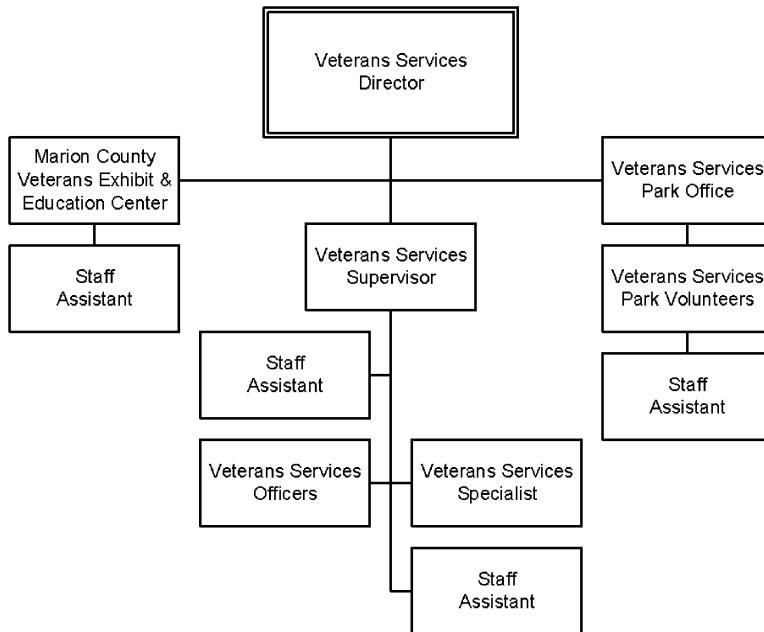 Veterans Services
Director
Marion County
Veterans Exhibit &
Education Center
Veterans Services
Park Office
Veterans Services
Supervisor
Staff
Assistant
Veterans Services
Park Volunteers
Staff
Assistant
Staff
Assistant
Veterans Services
Officers
Veterans Services
Specialist
Staff
Assistant